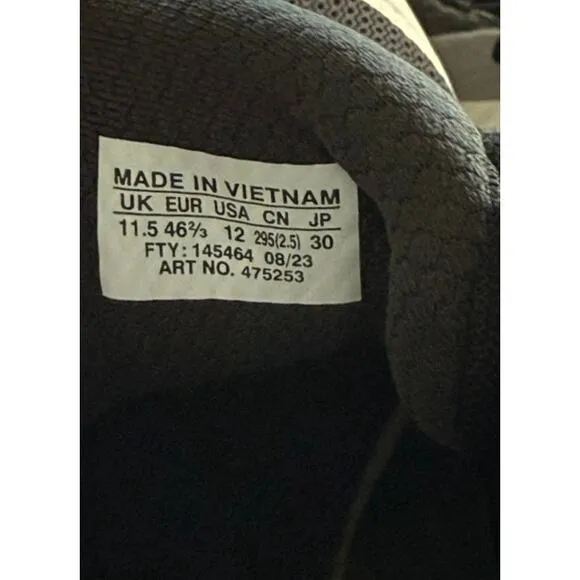 MADE IN VIETNAM
UK EUR USA CN JP
11.5 46⅔ 12 295(2.5) 30
FTY: 145464 08/23
ART NO. 475253